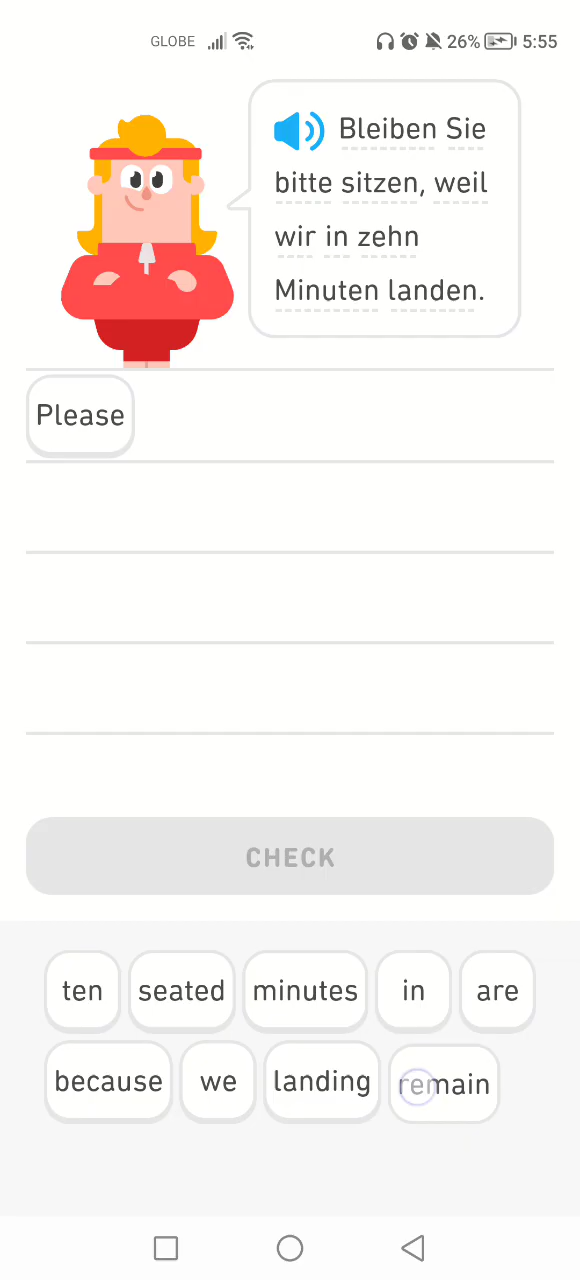 GLOBE 26% 5:55
Bleiben Sie
bitte sitzen, weil
wir in zehn
Minuten landen.
Please
CHECK
ten seated minutes in are
because we landing remain